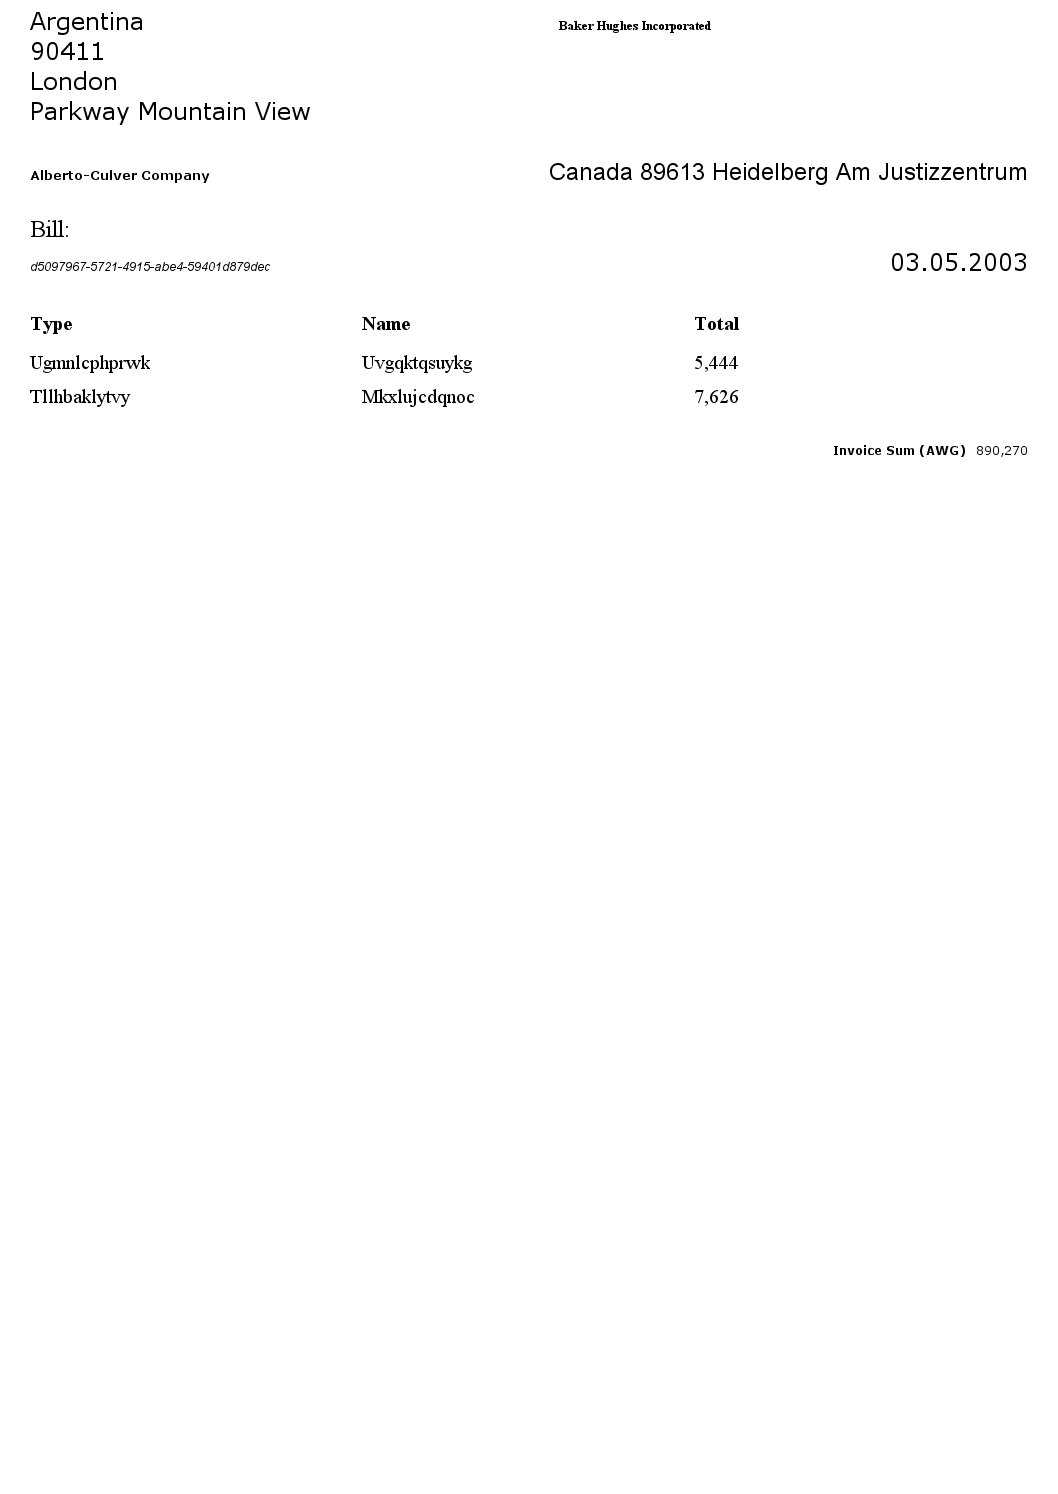 Argentina
90411
London
Parkway Mountain View
Baker Hughes Incorporated
Alberto-Culver Company
Canada 89613 Heidelberg Am Justizzentrum
Bill:
d5097967-5721-4915-abe4-59401d879dec
03.05.2003
Type Name Total
Ugmnlcphprwk Uvgqktqsuykg 5,444
Tllhbaklytvy Mkxlujcdqnoc 7,626
Invoice Sum (AWG) 890,270